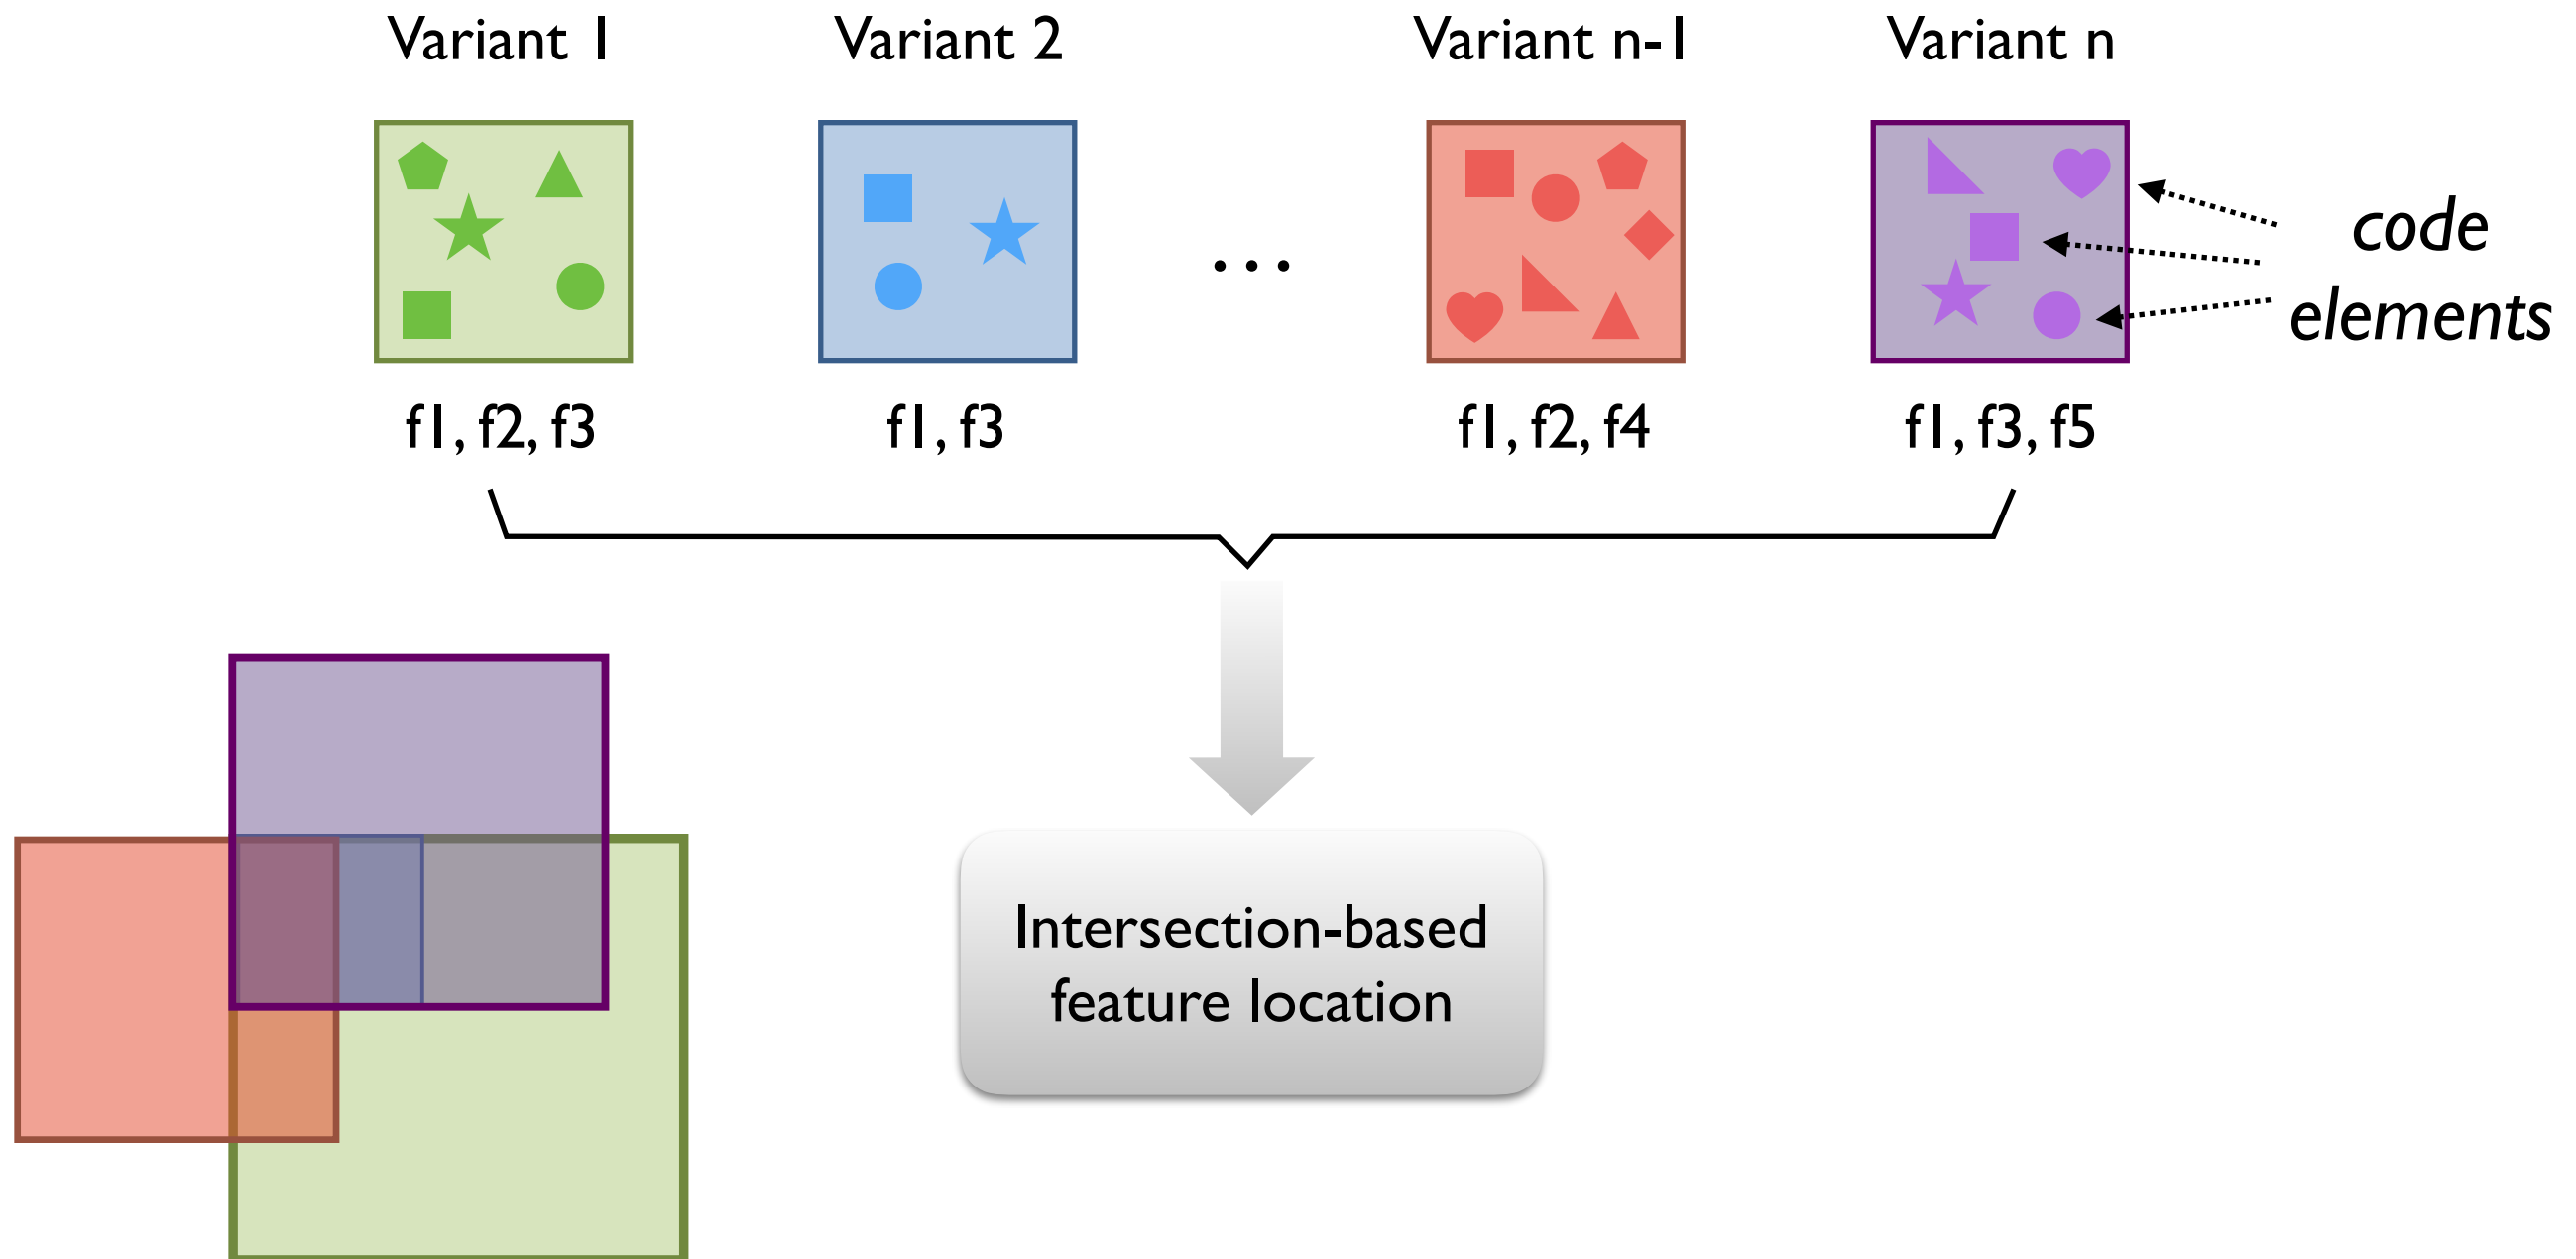 Variant 1
Variant 2
Variant n-1
Variant n
...
code
elements
f1, f2, f3
f1, f3
f1, f2, f4
f1, f3, f5
Intersection-based
feature location